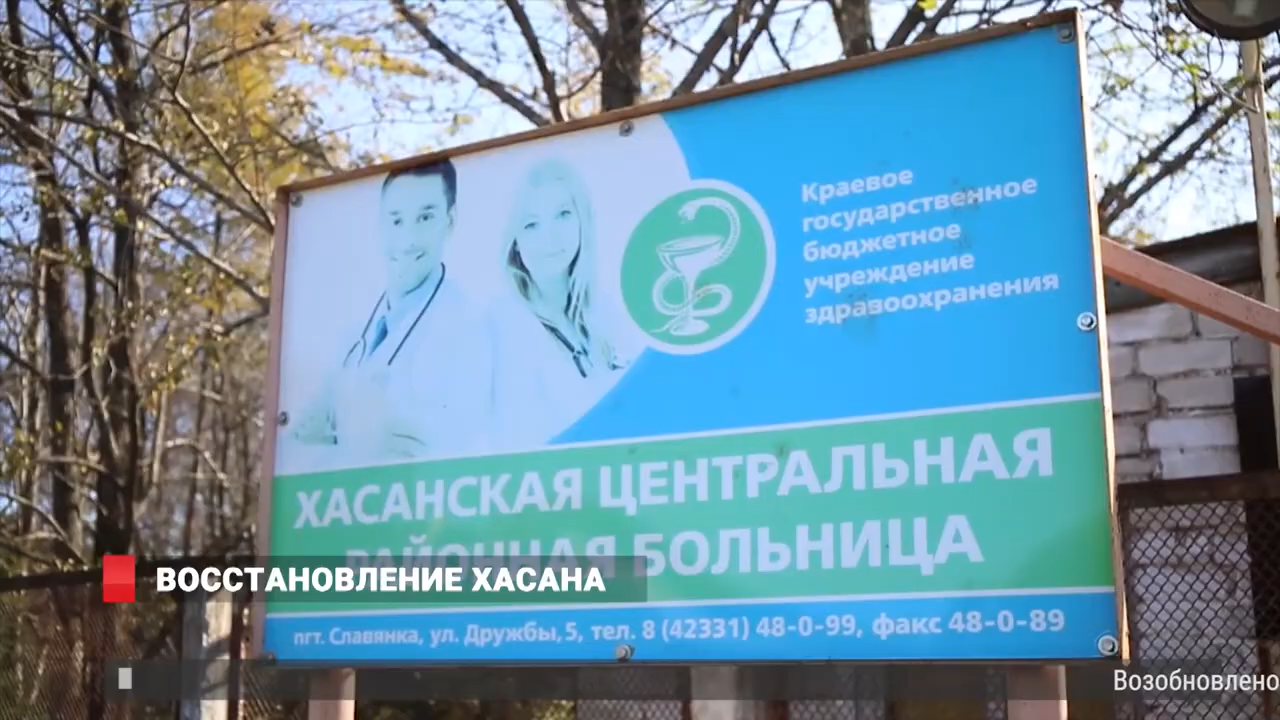 Краевое
государственное
бюджетное
учреждение
здравоохранения
ХАСАНСКАЯ ЦЕНТРАЛЬНАЯ
РАЙОННАЯ БОЛЬНИЦА
ВОССТАНОВЛЕНИЕ ХАСАНА
пгт. Славянка, ул. Дружбы,5, тел. 8 (42331) 48-0-99, факс 48-0-89
Возобновлено